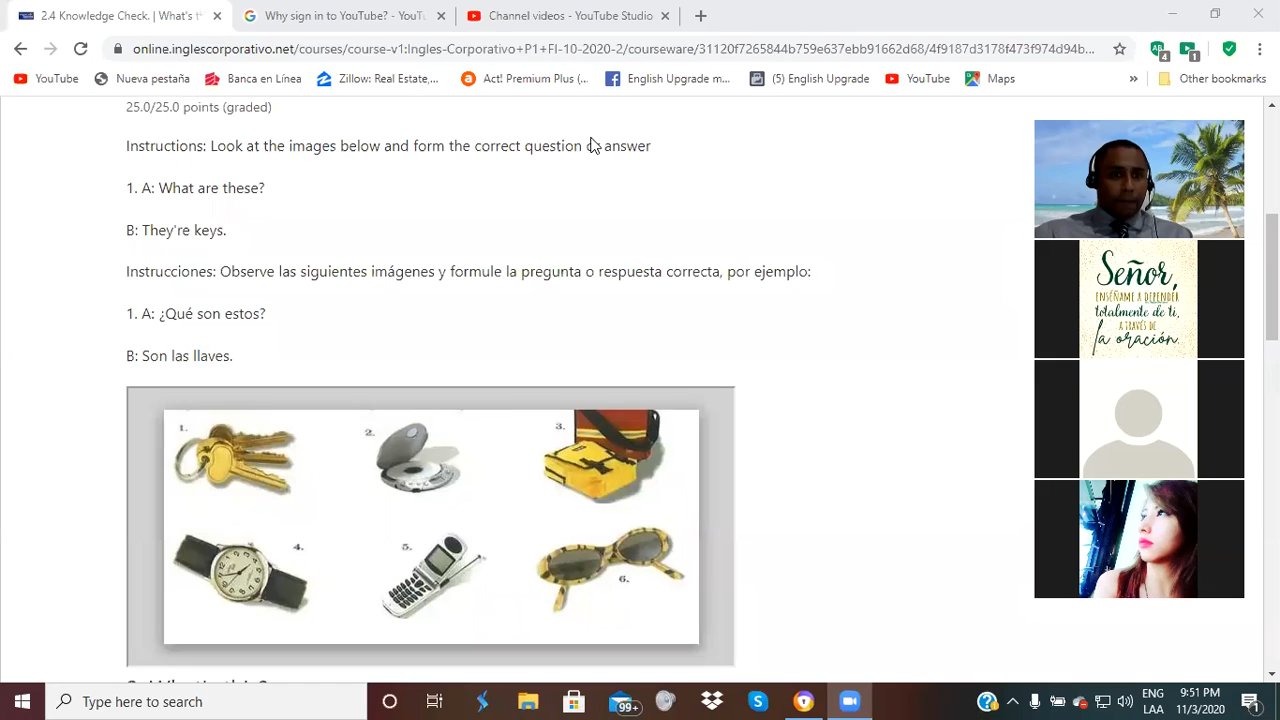 2.4 Knowledge Check. | What's t
Why sign in to YouTube? - YouT
Channel videos - YouTube Studio
online.inglescorporativo.net/courses/course-v1:Ingles-Corporativo+P1+FI-10-2020-2/courseware/31120f7265844b759e637ebb91662d68/4f9187d3178f473f974d94b...
4
1
YouTube
Nueva pestaña
Banca en Línea
Zillow: Real Estate,...
Act! Premium Plus (...
English Upgrade m...
(5) English Upgrade
YouTube
Maps
»
Other bookmarks
25.0/25.0 points (graded)
Instructions: Look at the images below and form the correct question answer
1. A: What are these?
B: They're keys.
Instrucciones: Observe las siguientes imágenes y formule la pregunta o respuesta correcta, por ejemplo:
1. A: ¿Qué son estos?
B: Son las llaves.
1.
2.
3.
4.
5.
6.
Señor,
ENSÉÑAME A DEPENDER
totalmente de ti,
A TRAVÉS DE
la oración.
Type here to search
99+
ENG
LAA
9:51 PM
11/3/2020
1